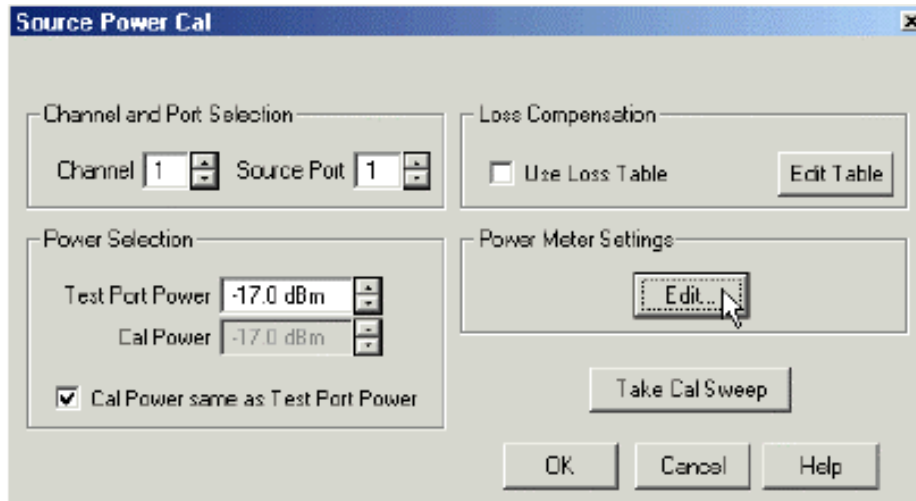 Source Power Cal
Channel and Port Selection
Channel 1 Source Port 1
Loss Compensation
Use Loss Table Edit Table
Power Selection
Test Port Power -17.0 dBm
Cal Power -17.0 dBm
Cal Power same as Test Port Power
Power Meter Settings
Edit...
Take Cal Sweep
OK Cancel Help